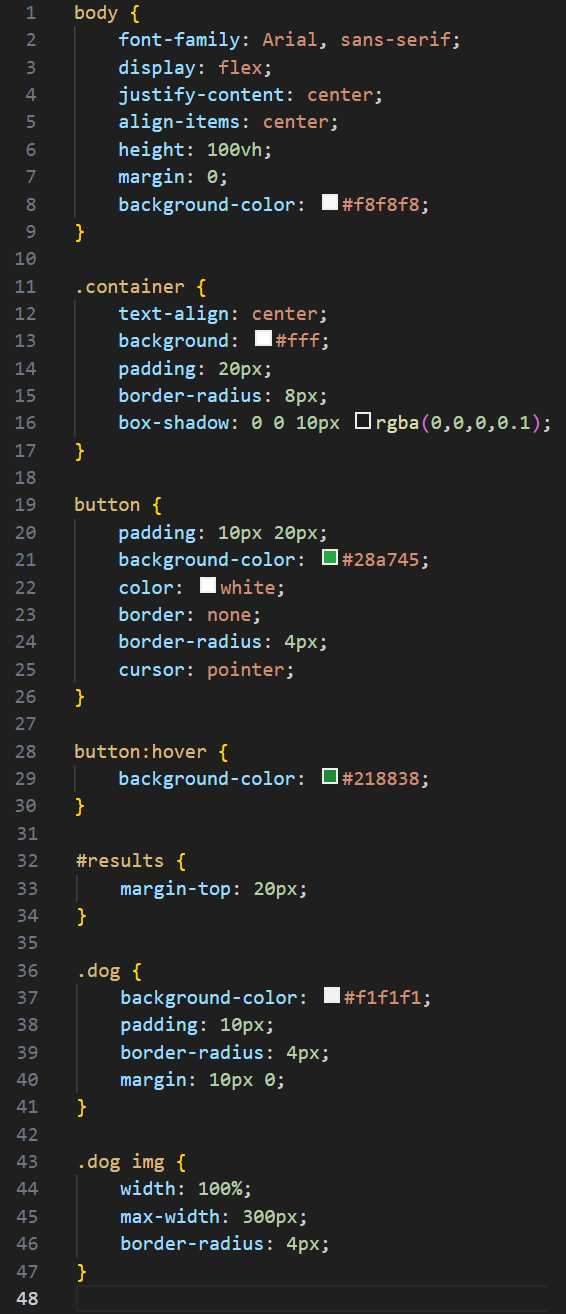 1 body {
2     font-family: Arial, sans-serif;
3     display: flex;
4     justify-content: center;
5     align-items: center;
6     height: 100vh;
7     margin: 0;
8     background-color: #f8f8f8;
9 }
10
11 .container {
12     text-align: center;
13     background: #fff;
14     padding: 20px;
15     border-radius: 8px;
16     box-shadow: 0 0 10px rgba(0,0,0,0.1);
17 }
18
19 button {
20     padding: 10px 20px;
21     background-color: #28a745;
22     color: white;
23     border: none;
24     border-radius: 4px;
25     cursor: pointer;
26 }
27
28 button:hover {
29     background-color: #218838;
30 }
31
32 #results {
33     margin-top: 20px;
34 }
35
36 .dog {
37     background-color: #f1f1f1;
38     padding: 10px;
39     border-radius: 4px;
40     margin: 10px 0;
41 }
42
43 .dog img {
44     width: 100%;
45     max-width: 300px;
46     border-radius: 4px;
47 }
48